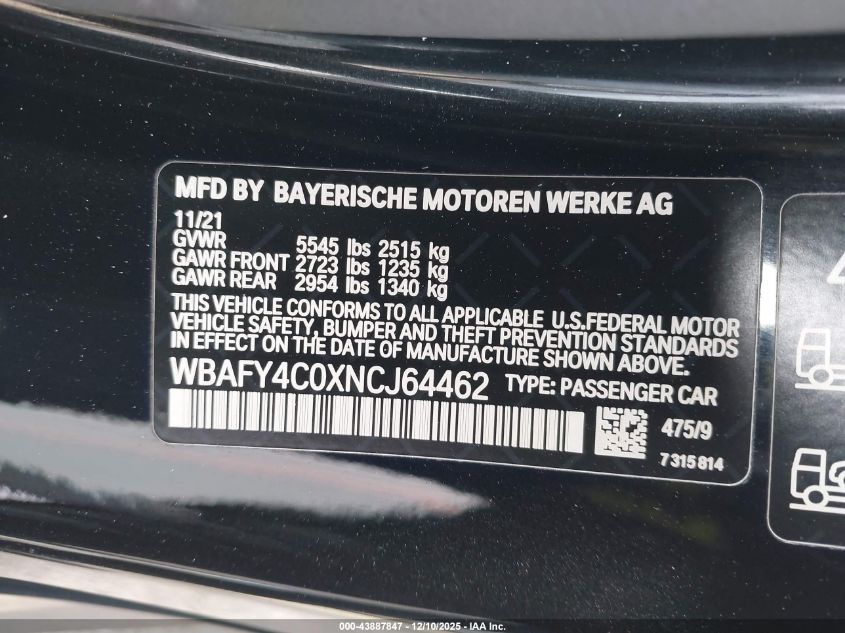 MFD BY BAYERISCHE MOTOREN WERKE AG
11/21
GVWR 5545 lbs 2515 kg
GAWR FRONT 2723 lbs 1235 kg
GAWR REAR 2954 lbs 1340 kg
THIS VEHICLE CONFORMS TO ALL APPLICABLE U.S.FEDERAL MOTOR
VEHICLE SAFETY, BUMPER AND THEFT PREVENTION STANDARDS
IN EFFECT ON THE DATE OF MANUFACTURE SHOWN ABOVE.
WBAFY4C0XNCJ64462 TYPE: PASSENGER CAR
475/9
7315814
000-43887847 - 12/10/2025 - IAA Inc.